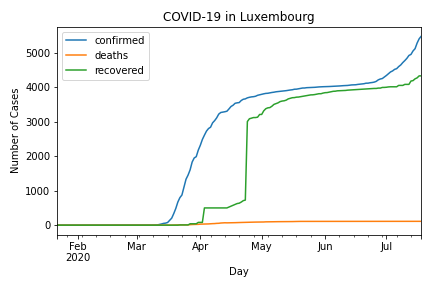 COVID-19 in Luxembourg
confirmed
deaths
recovered
5000
4000
3000
2000
1000
0
Number of Cases
Feb Mar Apr May Jun Jul
2020
Day